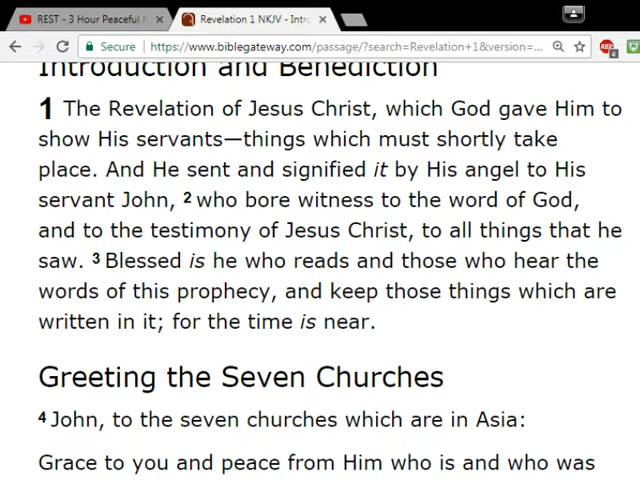 REST - 3 Hour Peaceful
Revelation 1 NKJV - Intro
Secure
https://www.biblegateway.com/passage/?search=Revelation+1&version=...
ABP
4
Introduction and Benediction
1 The Revelation of Jesus Christ, which God gave Him to
show His servants—things which must shortly take
place. And He sent and signified it by His angel to His
servant John, 2 who bore witness to the word of God,
and to the testimony of Jesus Christ, to all things that he
saw. 3 Blessed is he who reads and those who hear the
words of this prophecy, and keep those things which are
written in it; for the time is near.
Greeting the Seven Churches
4 John, to the seven churches which are in Asia:
Grace to you and peace from Him who is and who was